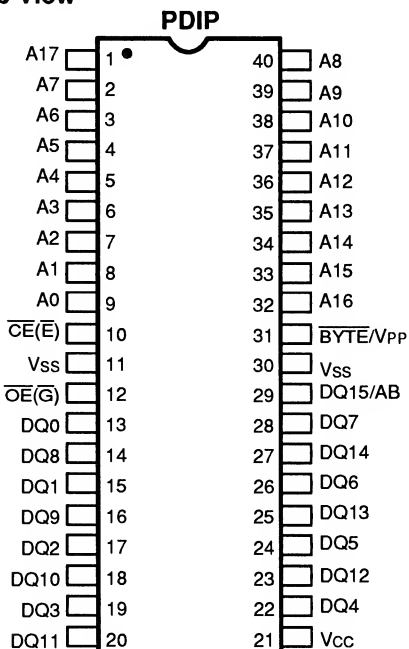 PDIP
A17 1 40 A8
A7 2 39 A9
A6 3 38 A10
A5 4 37 A11
A4 5 36 A12
A3 6 35 A13
A2 7 34 A14
A1 8 33 A15
A0 9 32 A16
CE(E) 10 31 BYTE/VPP
VSS 11 30 VSS
OE(G) 12 29 DQ15/AB
DQ0 13 28 DQ7
DQ8 14 27 DQ14
DQ1 15 26 DQ6
DQ9 16 25 DQ13
DQ2 17 24 DQ5
DQ10 18 23 DQ12
DQ3 19 22 DQ4
DQ11 20 21 VCC